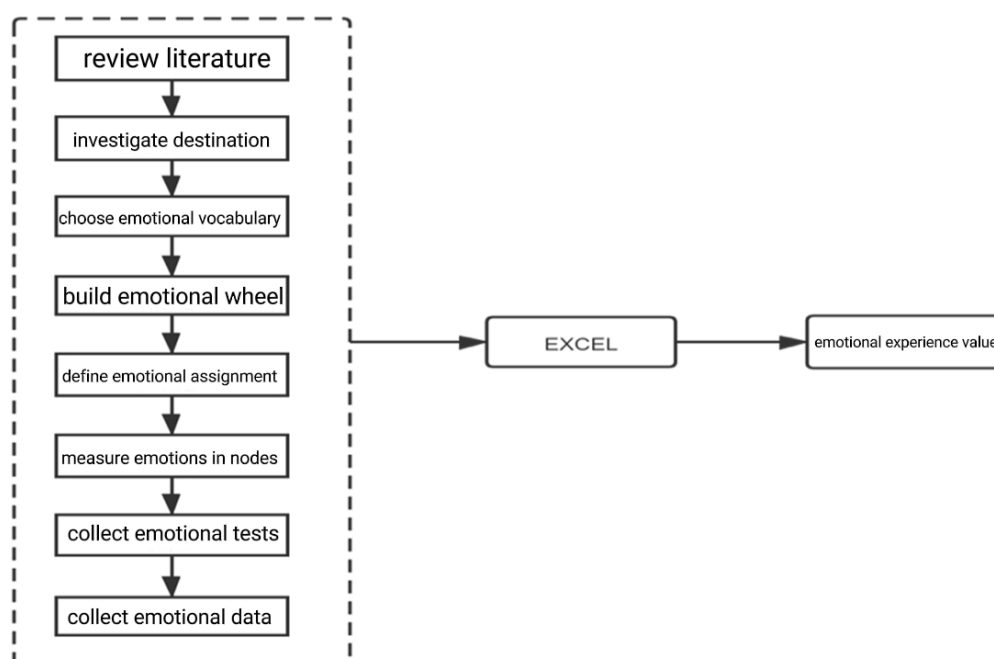 review literature
investigate destination
choose emotional vocabulary
build emotional wheel
define emotional assignment
measure emotions in nodes
collect emotional tests
collect emotional data
EXCEL
emotional experience value